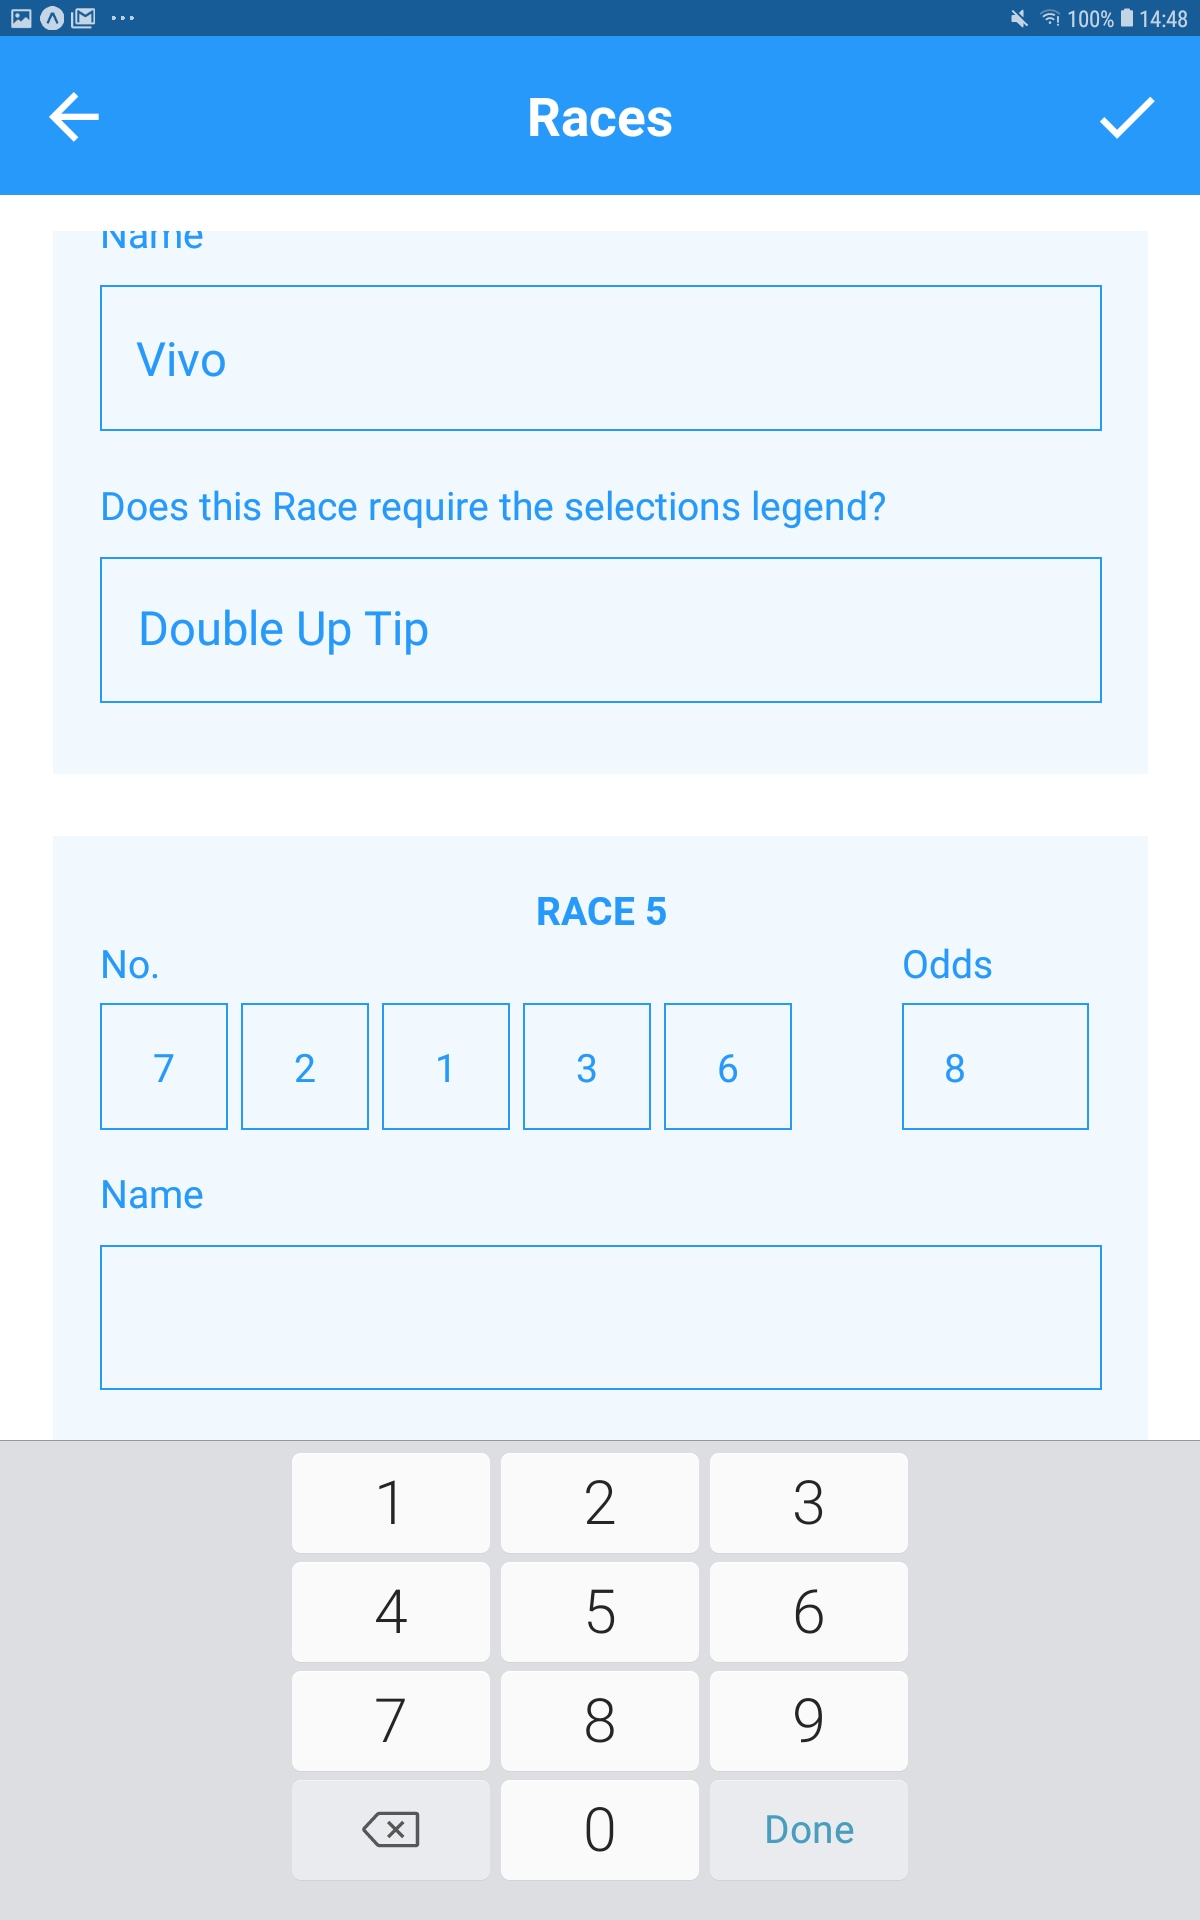 100% 14:48
Races
Name
Vivo
Does this Race require the selections legend?
Double Up Tip
RACE 5
No. Odds
7 2 1 3 6 8
Name
1 2 3
4 5 6
7 8 9
0 Done